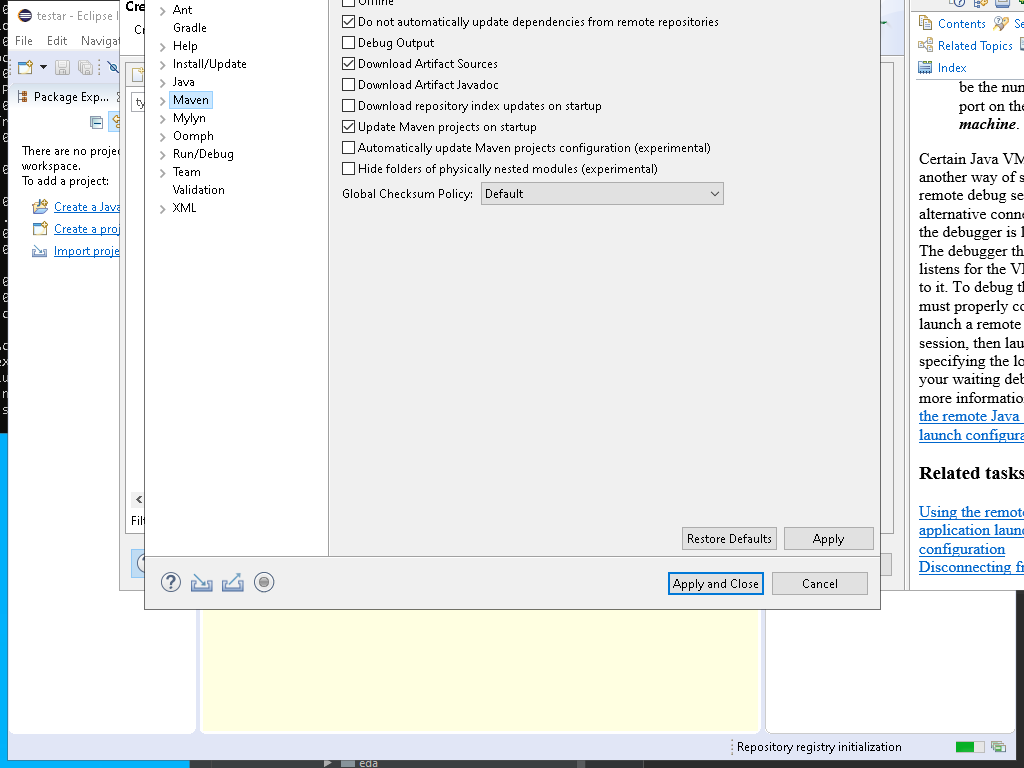 testar - Eclipse I
File Edit Navigat
Package Exp...
There are no projec
workspace.
To add a project:
Create a Java
Create a proj
Import proje
Cre
Cr
ty
Filt
Ant
Gradle
Help
Install/Update
Java
Maven
Mylyn
Oomph
Run/Debug
Team
Validation
XML
Offline
Do not automatically update dependencies from remote repositories
Debug Output
Download Artifact Sources
Download Artifact Javadoc
Download repository index updates on startup
Update Maven projects on startup
Automatically update Maven projects configuration (experimental)
Hide folders of physically nested modules (experimental)
Global Checksum Policy: Default
Restore Defaults Apply
Apply and Close Cancel
Contents Se
Related Topics
Index
be the num
port on the
machine.
Certain Java VM
another way of s
remote debug se
alternative conne
the debugger is l
The debugger th
listens for the VM
to it. To debug th
must properly co
launch a remote
session, then lau
specifying the lo
your waiting deb
more information
the remote Java
launch configura
Related tasks
Using the remote
application laun
configuration
Disconnecting fr
Repository registry initialization
eda